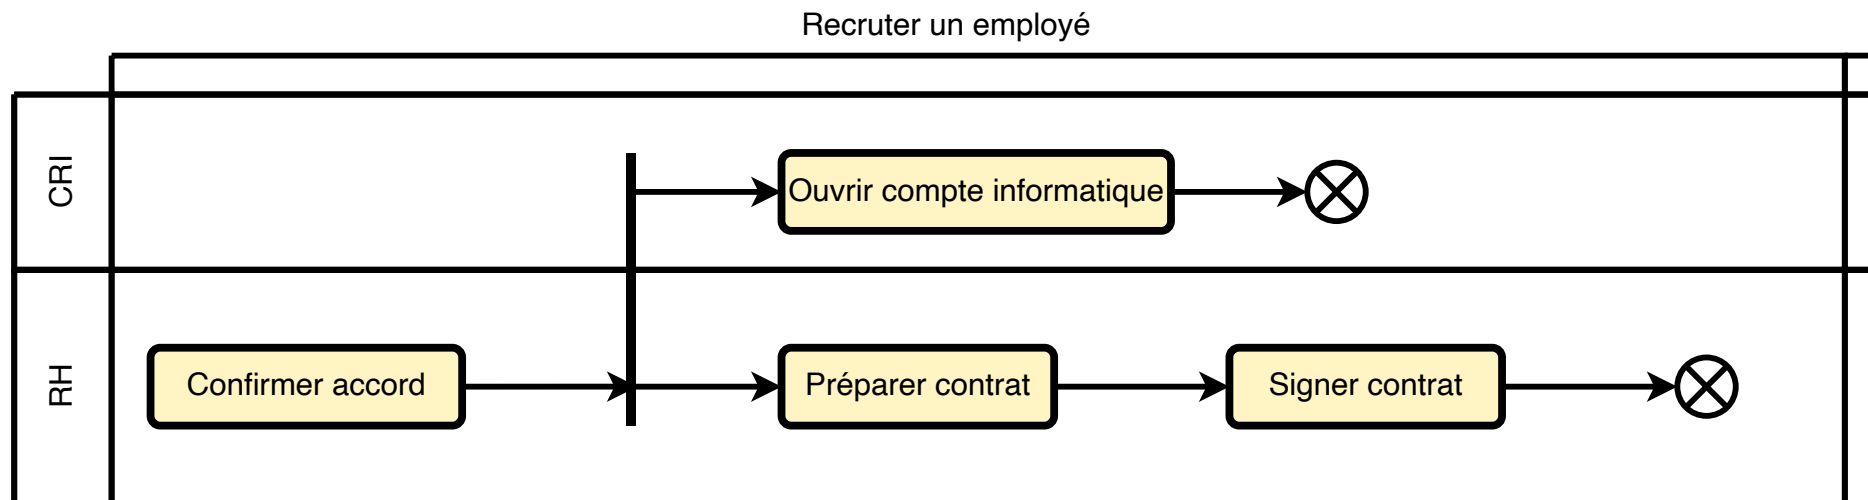 Recruter un employé
CRI
Ouvrir compte informatique
RH
Confirmer accord
Préparer contrat
Signer contrat